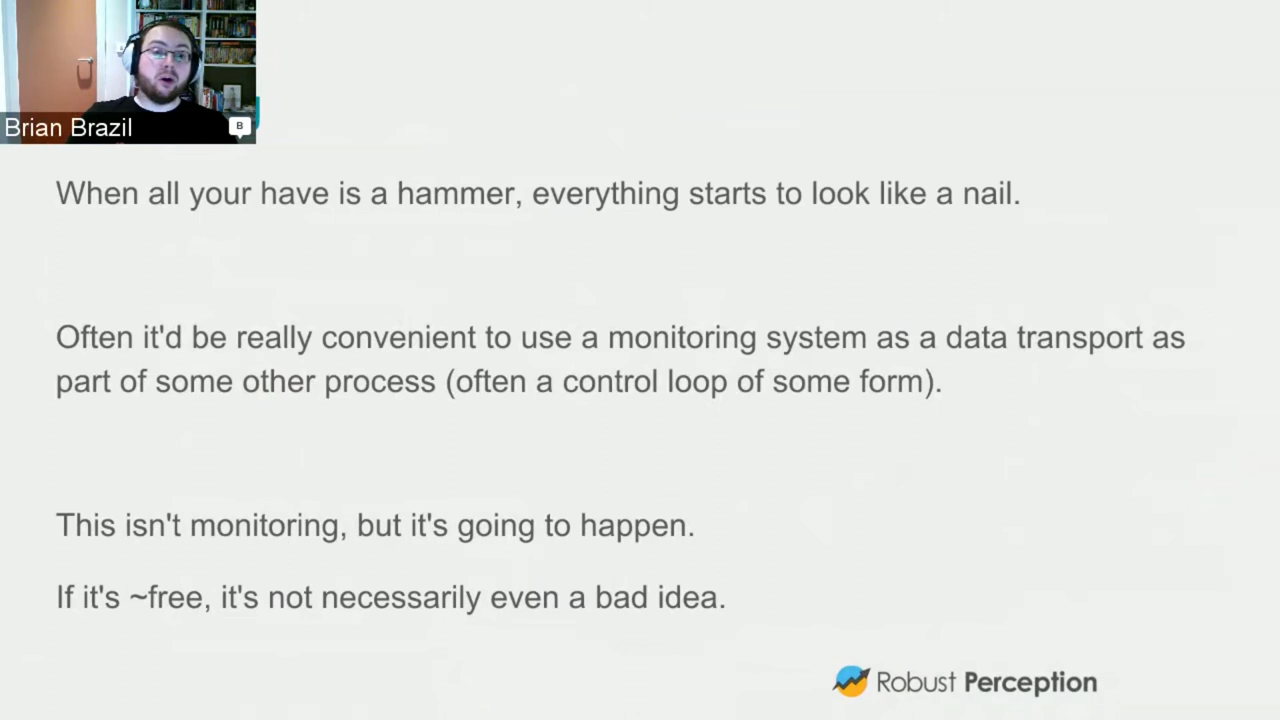 Brian Brazil
B
When all your have is a hammer, everything starts to look like a nail.
Often it'd be really convenient to use a monitoring system as a data transport as
part of some other process (often a control loop of some form).
This isn't monitoring, but it's going to happen.
If it's ~free, it's not necessarily even a bad idea.
Robust Perception